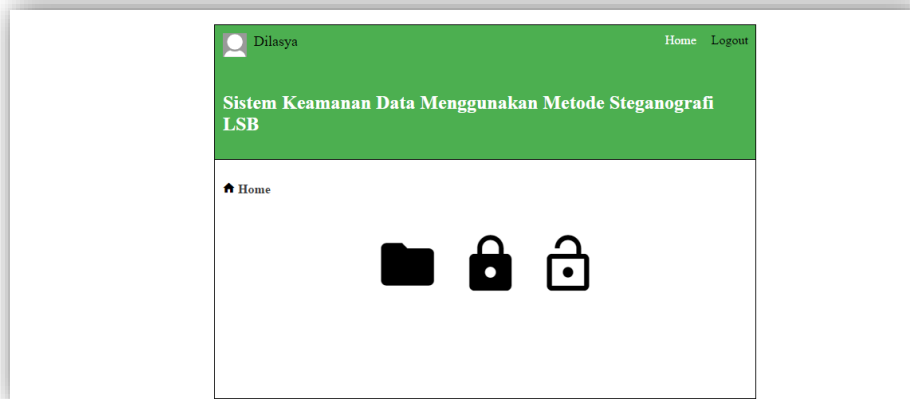 Dilasya
Home Logout
Sistem Keamanan Data Menggunakan Metode Steganografi
LSB
Home